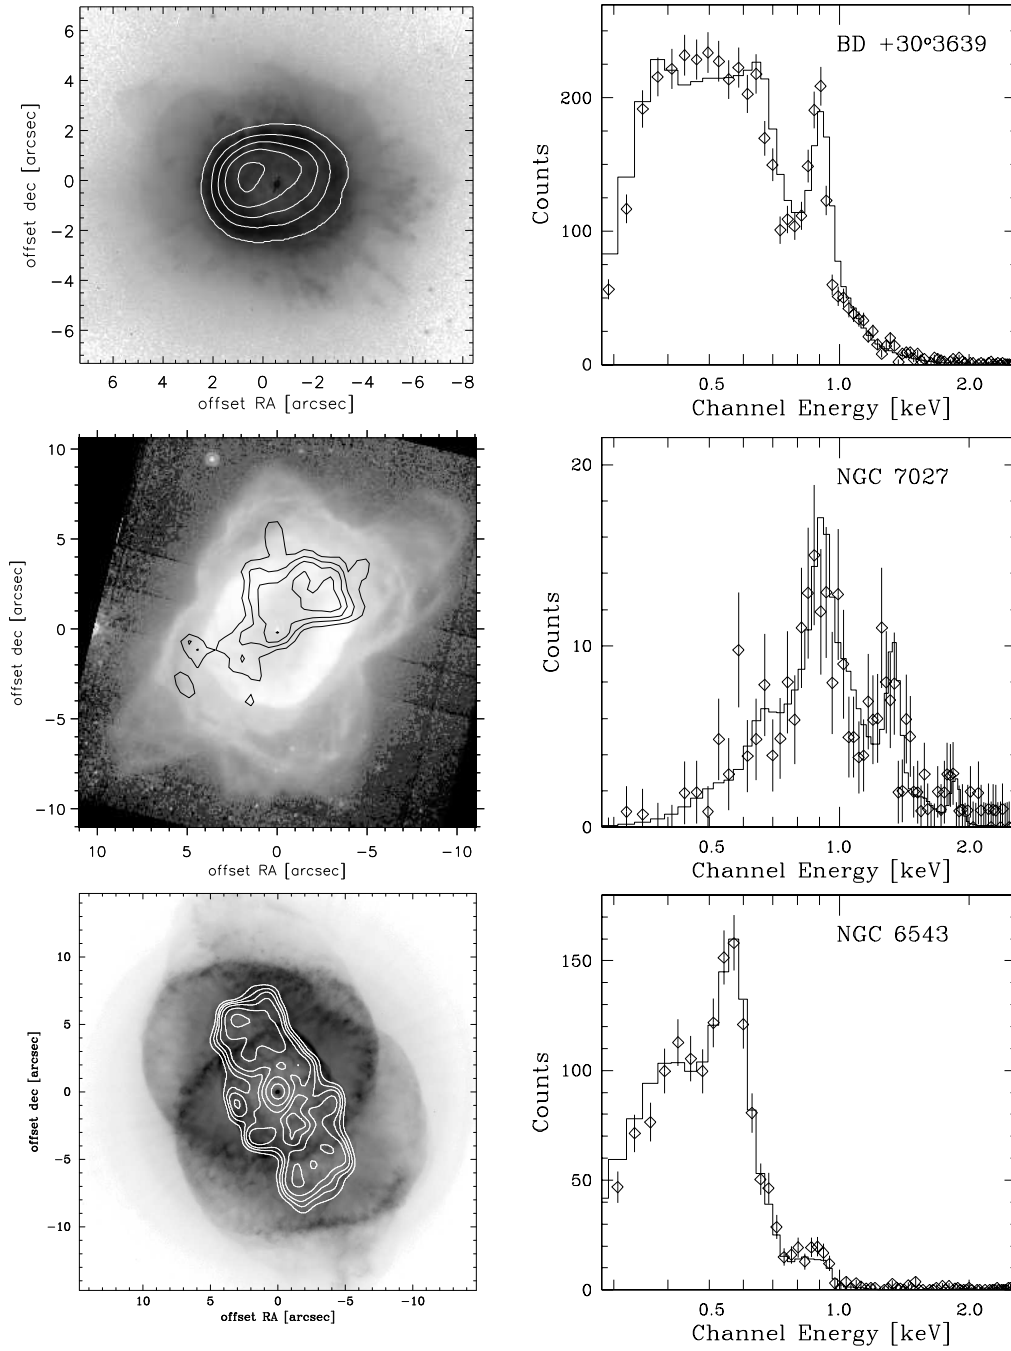 6
4
2
0
−2
−4
−6
offset dec [arcsec]
6 4 2 0 −2 −4 −6 −8
offset RA [arcsec]
BD +30°3639
200
100
0
Counts
0.5 1.0 2.0
Channel Energy [keV]
10
5
0
−5
−10
offset dec [arcsec]
10 5 0 −5 −10
offset RA [arcsec]
NGC 7027
20
10
0
Counts
0.5 1.0 2.0
Channel Energy [keV]
10
5
0
−5
−10
offset dec [arcsec]
10 5 0 −5 −10
offset RA [arcsec]
NGC 6543
150
100
50
0
Counts
0.5 1.0 2.0
Channel Energy [keV]